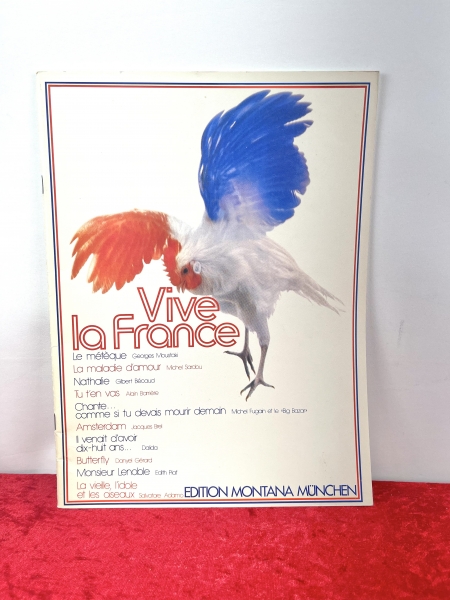 Vive
la France
Le métèque Georges Moustaki
La maladie d'amour Michel Sardou
Nathalie Gilbert Bécaud
Tu t'en vas Alain Barrière
Chante...
comme si tu devais mourir demain Michel Fugain et le »Big Bazar«
Amsterdam Jacques Brel
Il venait d'avoir
dix-huit ans... Dalida
Butterfly Danyel Gérard
Monsieur Lenoble Edith Piaf
La vieille, l'idole
et les oiseaux Salvatore Adamo
EDITION MONTANA MÜNCHEN